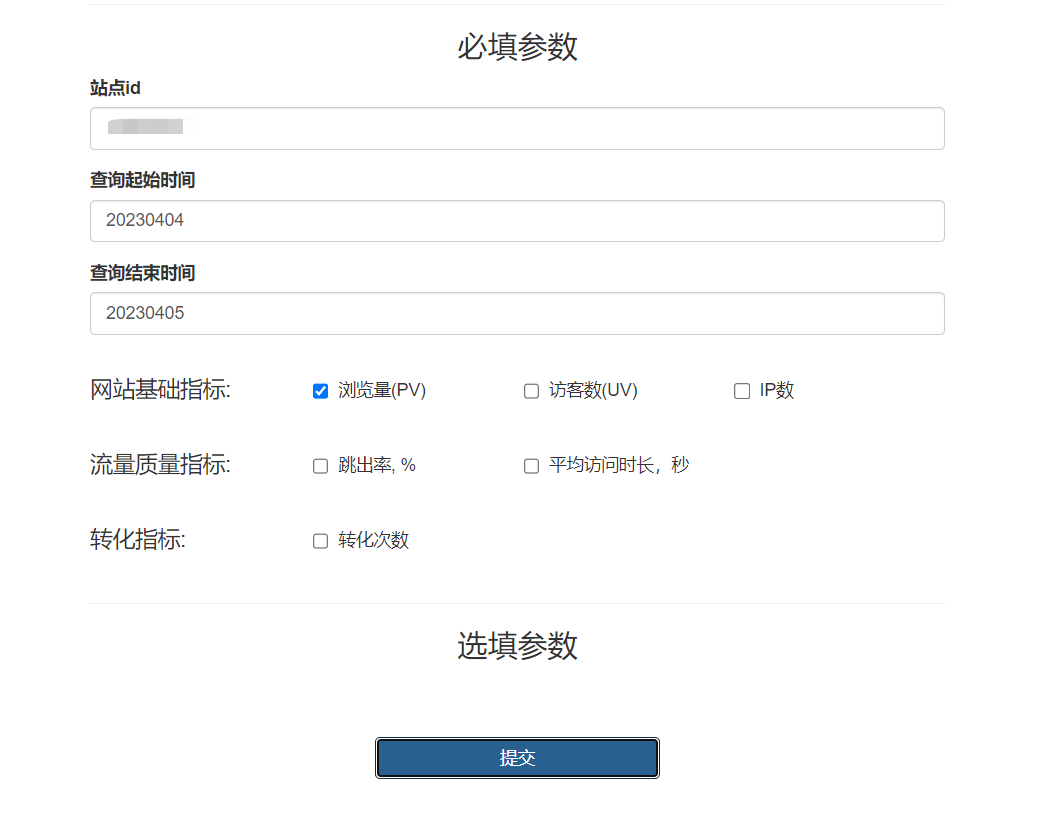 必填参数
站点id
查询起始时间
20230404
查询结束时间
20230405
网站基础指标: 浏览量(PV) 访客数(UV) IP数
流量质量指标: 跳出率, % 平均访问时长，秒
转化指标: 转化次数
选填参数
提交